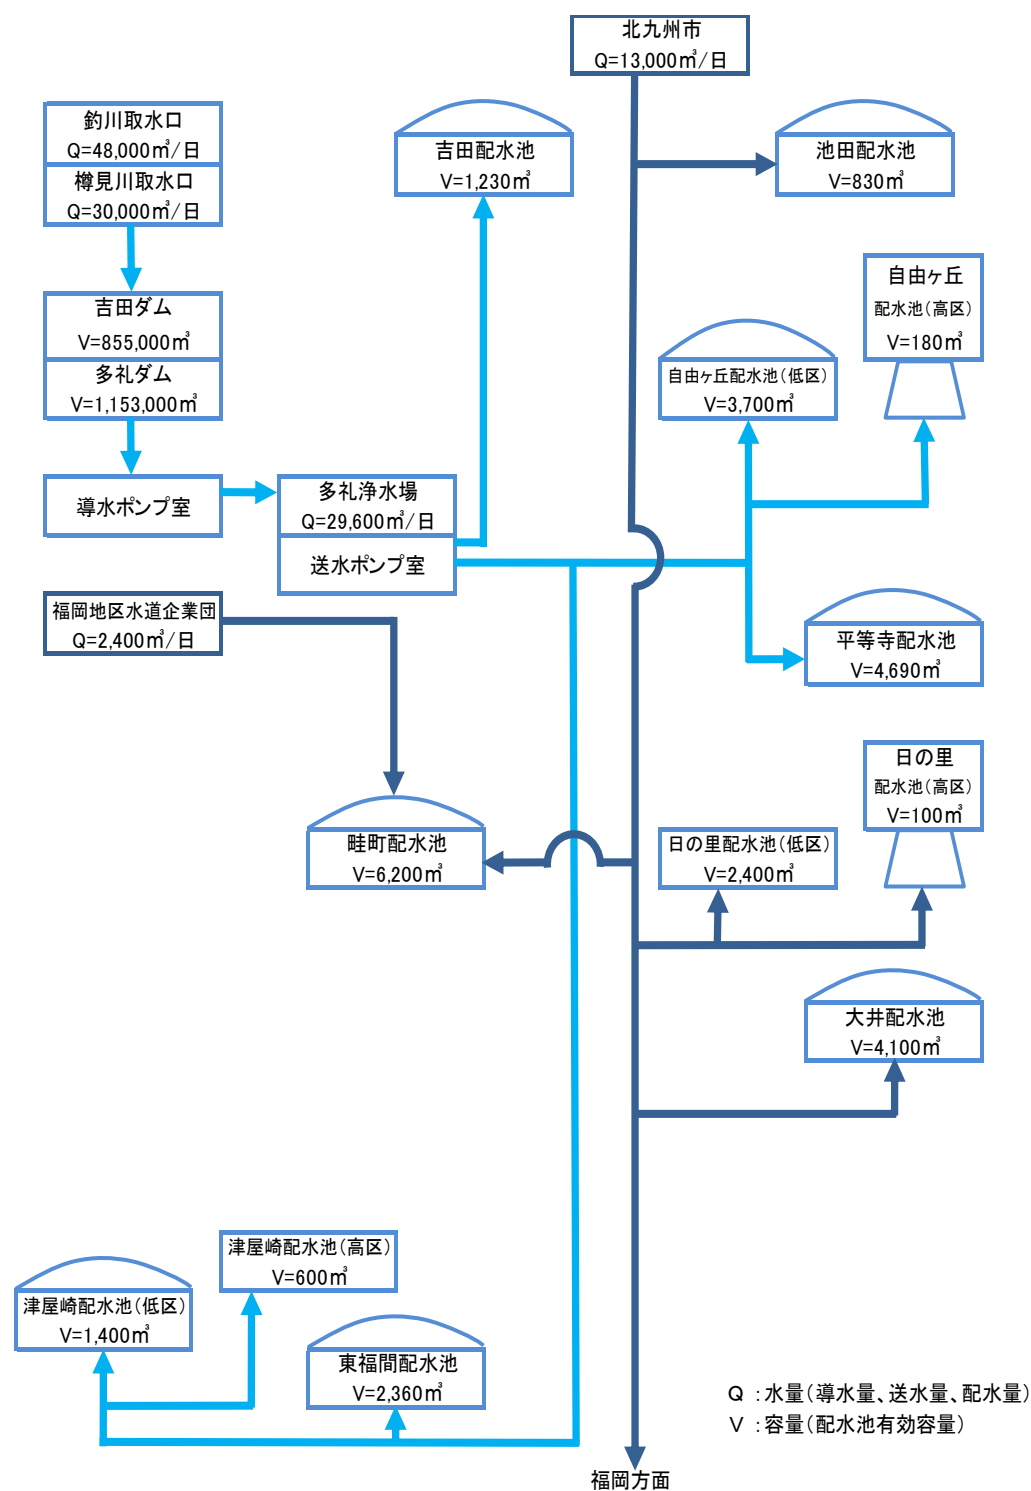 北九州市
Q=13,000㎥/日
釣川取水口
Q=48,000㎥/日
樽見川取水口
Q=30,000㎥/日
吉田配水池
V=1,230㎥
池田配水池
V=830㎥
吉田ダム
V=855,000㎥
多礼ダム
V=1,153,000㎥
自由ヶ丘
配水池(高区)
V=180㎥
自由ヶ丘配水池(低区)
V=3,700㎥
導水ポンプ室
多礼浄水場
Q=29,600㎥/日
送水ポンプ室
福岡地区水道企業団
Q=2,400㎥/日
平等寺配水池
V=4,690㎥
日の里
配水池(高区)
V=100㎥
畦町配水池
V=6,200㎥
日の里配水池(低区)
V=2,400㎥
大井配水池
V=4,100㎥
津屋崎配水池(高区)
V=600㎥
津屋崎配水池(低区)
V=1,400㎥
東福間配水池
V=2,360㎥
Q :水量(導水量、送水量、配水量)
V :容量(配水池有効容量)
福岡方面